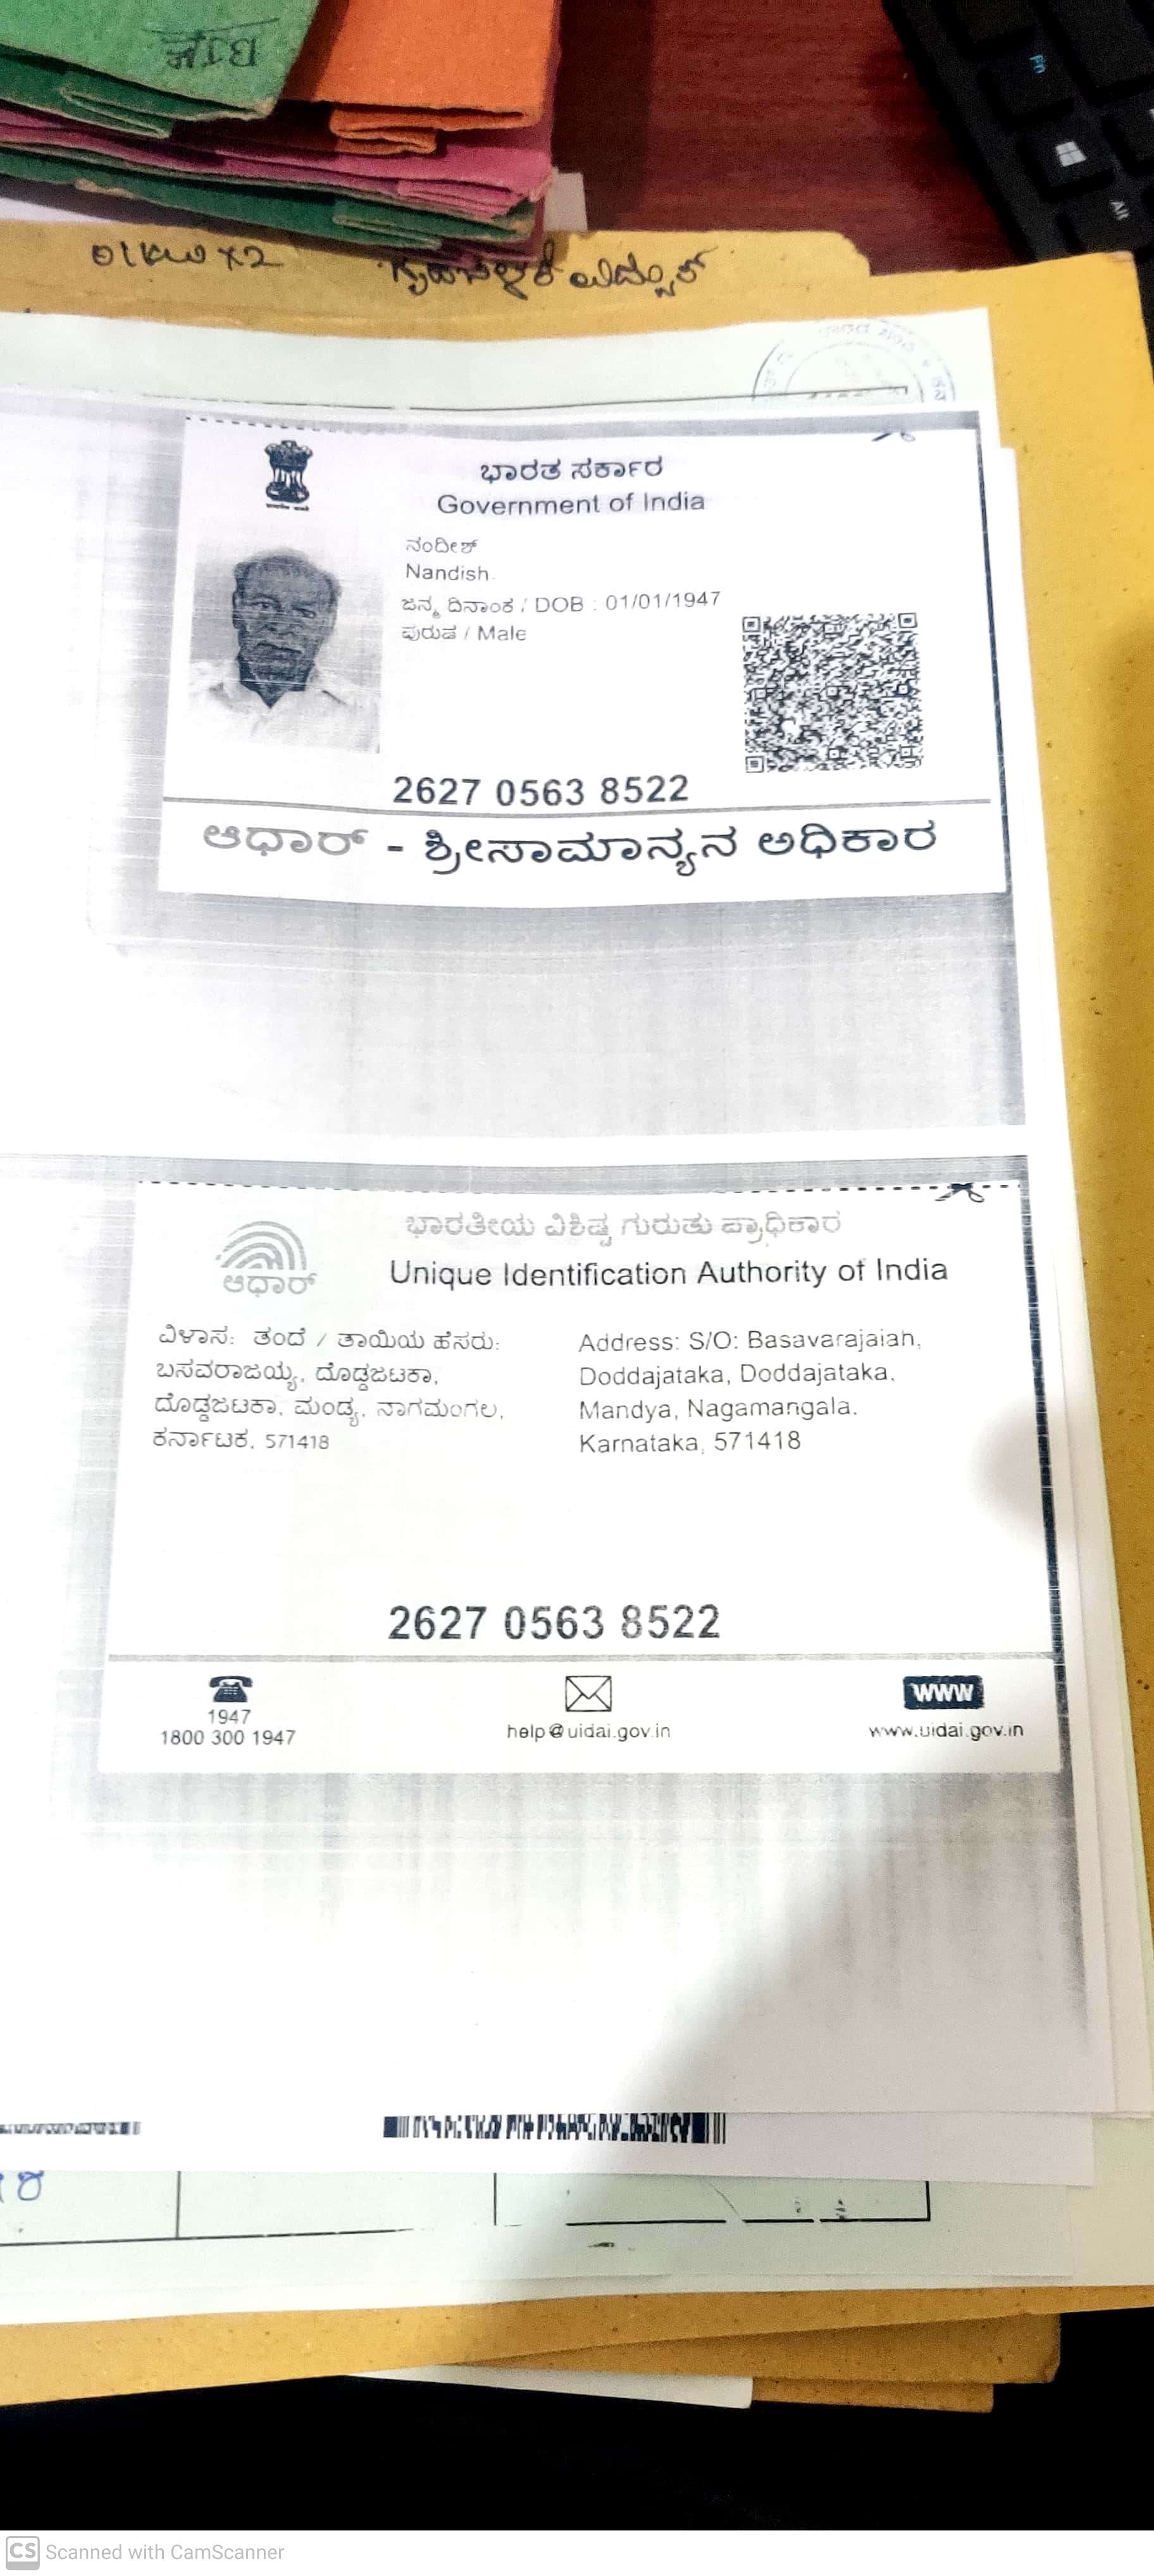 ಗೃಹಬಳಕೆ ವಿದ್ಯುತ್
ಭಾರತ ಸರ್ಕಾರ
Government of India
ನಂದೀಶ್
Nandish
ಜನ್ಮ ದಿನಾಂಕ / DOB : 01/01/1947
ಪುರುಷ / Male
2627 0563 8522
ಆಧಾರ್ - ಶ್ರೀಸಾಮಾನ್ಯನ ಅಧಿಕಾರ
ಭಾರತೀಯ ವಿಶಿಷ್ಟ ಗುರುತು ಪ್ರಾಧಿಕಾರ
ಆಧಾರ್
Unique Identification Authority of India
ವಿಳಾಸ: ತಂದೆ / ತಾಯಿಯ ಹೆಸರು:
ಬಸವರಾಜಯ್ಯ, ದೊಡ್ಡಜಟಕಾ,
ದೊಡ್ಡಜಟಕಾ, ಮಂಡ್ಯ, ನಾಗಮಂಗಲ,
ಕರ್ನಾಟಕ, 571418
Address: S/O: Basavarajaiah,
Doddajataka, Doddajataka,
Mandya, Nagamangala,
Karnataka, 571418
2627 0563 8522
1947
1800 300 1947
help@uidai.gov.in
WWW
www.uidai.gov.in
Fn
Alt
CS Scanned with CamScanner